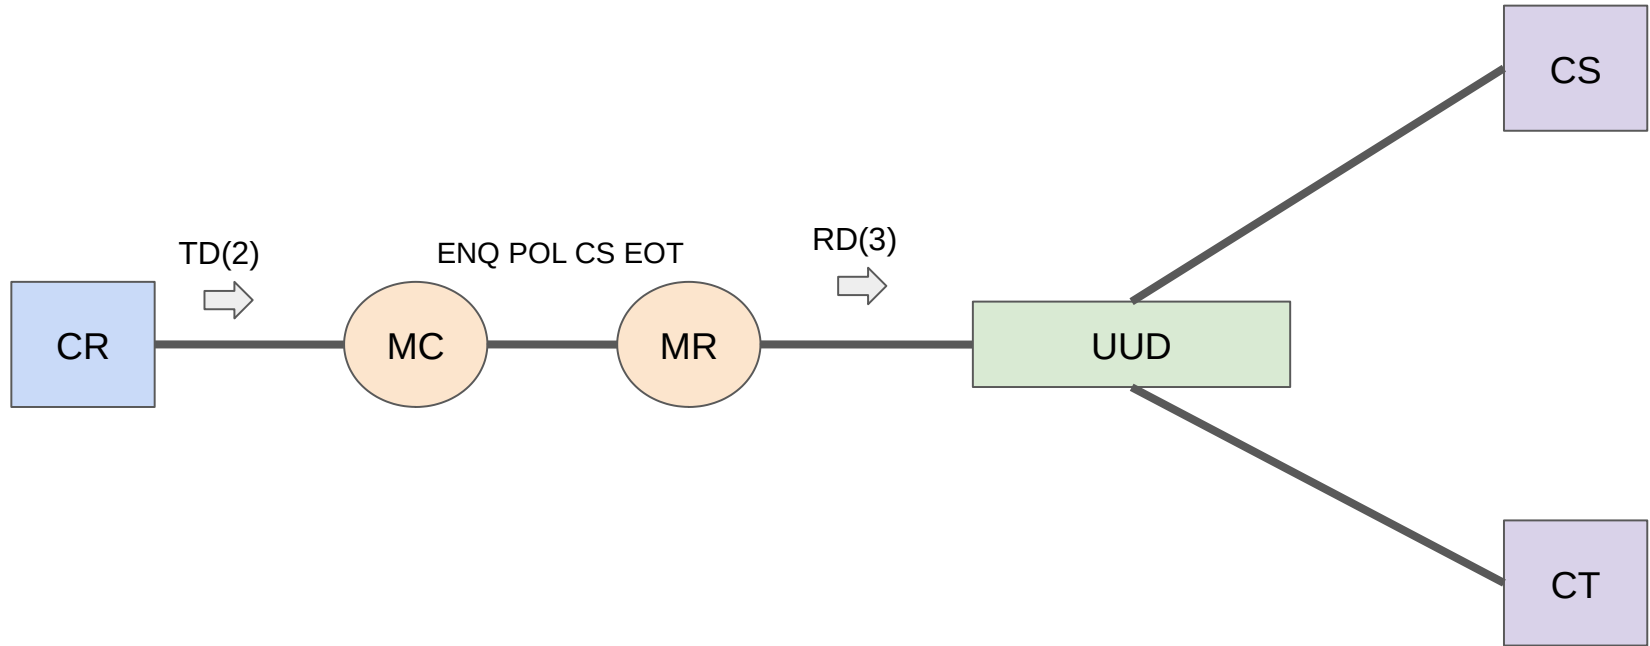 CS
TD(2)
ENQ POL CS EOT
RD(3)
CR
MC
MR
UUD
CT